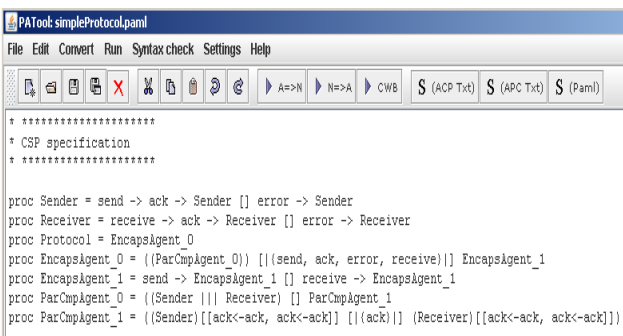 PATool: simpleProtocol.paml
File Edit Convert Run Syntax check Settings Help
A=>N N=>A CWB S (ACP Txt) S (APC Txt) S (Paml)
* *********************
* CSP specification
* *********************
proc Sender = send -> ack -> Sender [] error -> Sender
proc Receiver = receive -> ack -> Receiver [] error -> Receiver
proc Protocol = EncapsAgent_0
proc EncapsAgent_0 = ((ParCmpAgent_0)) [|{send, ack, error, receive}|] EncapsAgent_1
proc EncapsAgent_1 = send -> EncapsAgent_1 [] receive -> EncapsAgent_1
proc ParCmpAgent_0 = ((Sender ||| Receiver) [] ParCmpAgent_1
proc ParCmpAgent_1 = ((Sender)[[ack<-ack, ack<-ack]] [|{ack}|] (Receiver)[[ack<-ack, ack<-ack]])